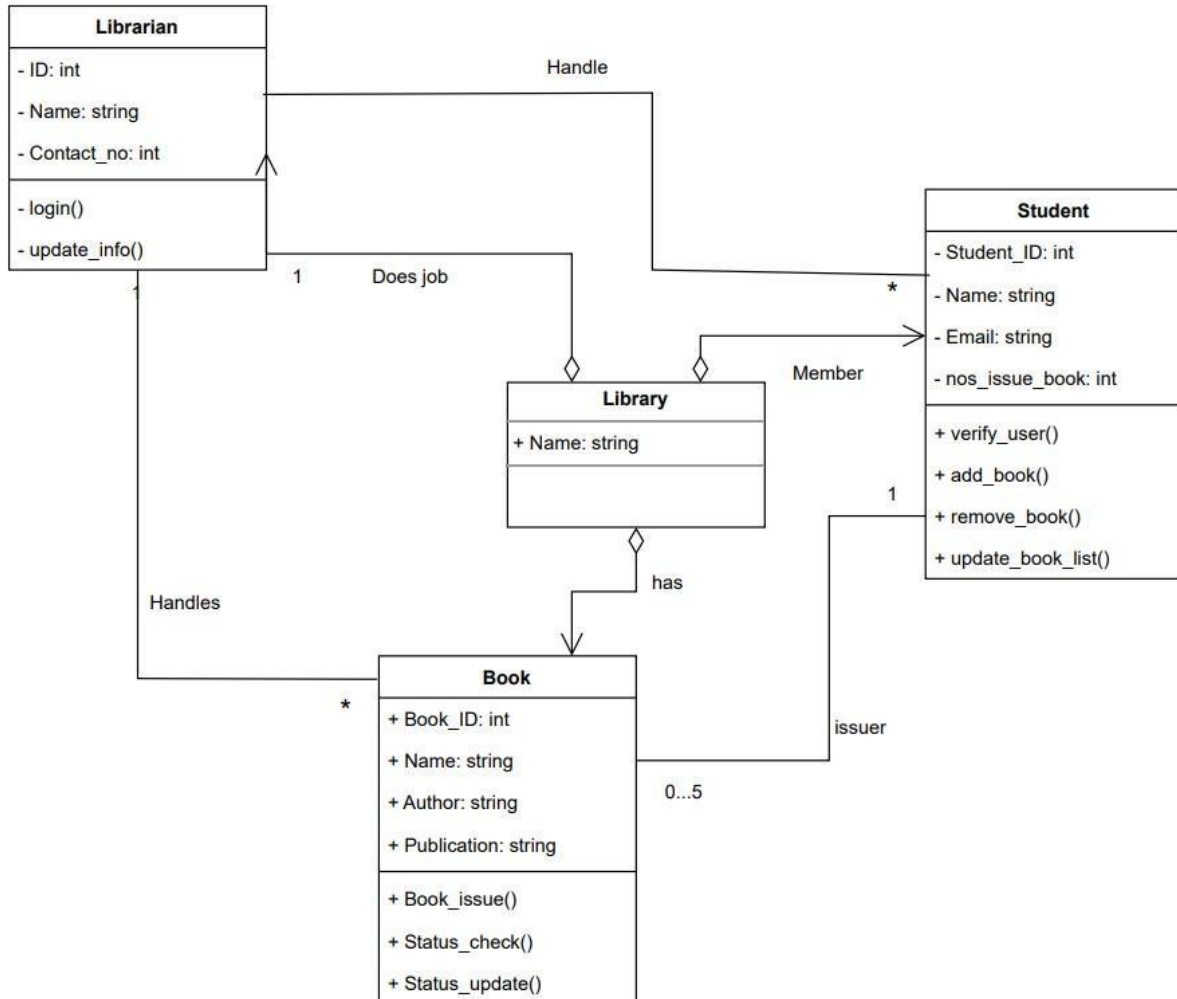 Librarian
- ID: int
- Name: string
- Contact_no: int
- login()
- update_info()
Handle
1
1
Does job
*
Student
- Student_ID: int
- Name: string
- Email: string
- nos_issue_book: int
+ verify_user()
+ add_book()
+ remove_book()
+ update_book_list()
Member
Library
+ Name: string
1
has
Handles
*
issuer
0...5
Book
+ Book_ID: int
+ Name: string
+ Author: string
+ Publication: string
+ Book_issue()
+ Status_check()
+ Status_update()